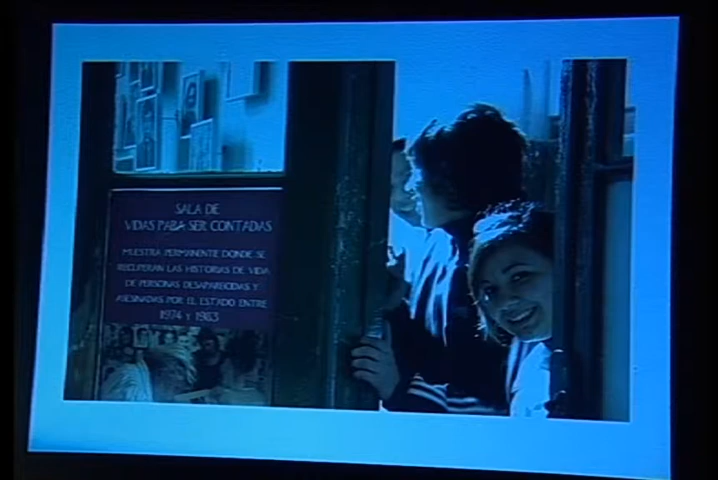 SALA DE
VIDAS PARA SER CONTADAS
MUESTRA PERMANENTE DONDE SE
RECUPERAN LAS HISTORIAS DE VIDA
DE PERSONAS DESAPARECIDAS Y
ASESINADAS POR EL ESTADO ENTRE
1974 Y 1983